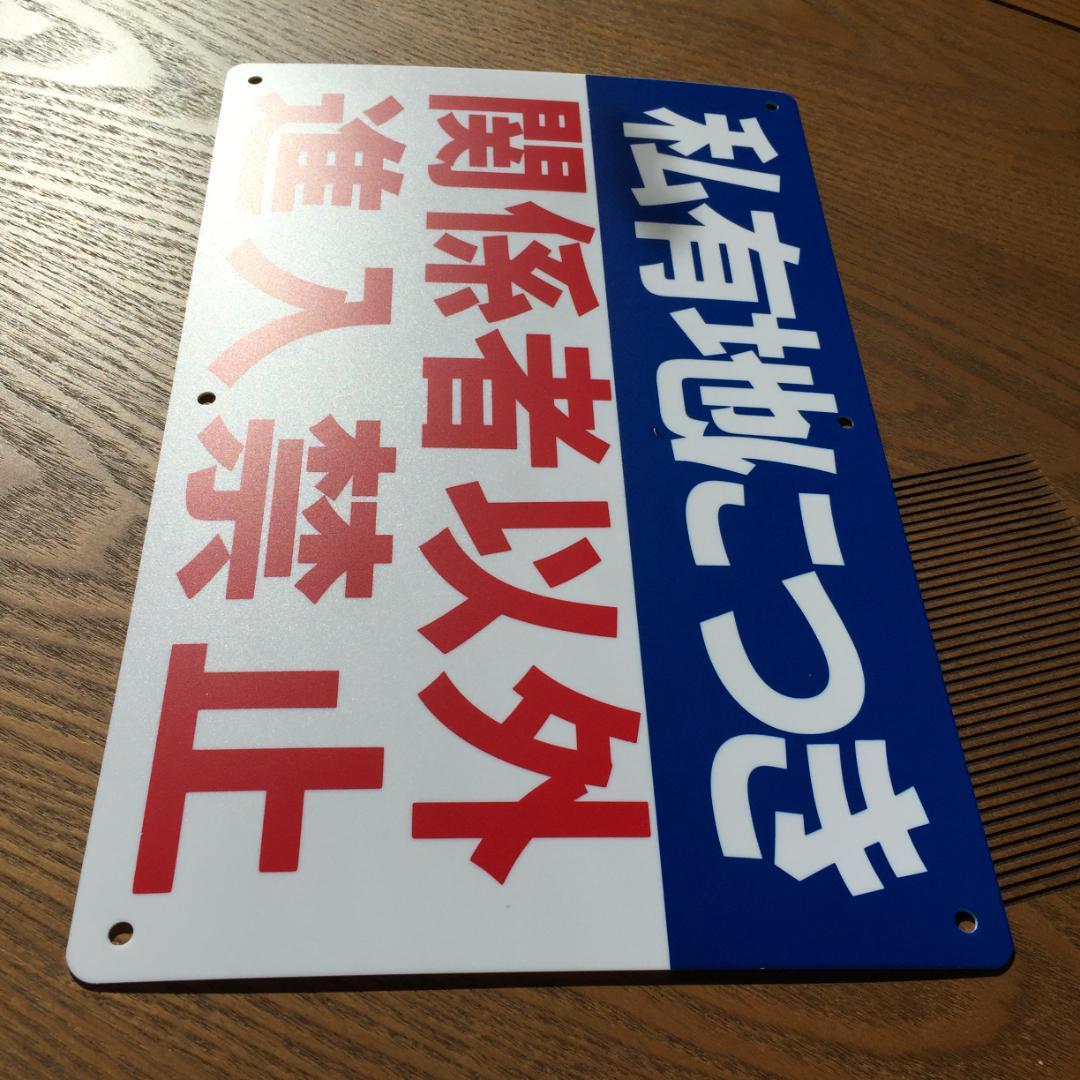 私有地につき
関係者以外
進入禁止